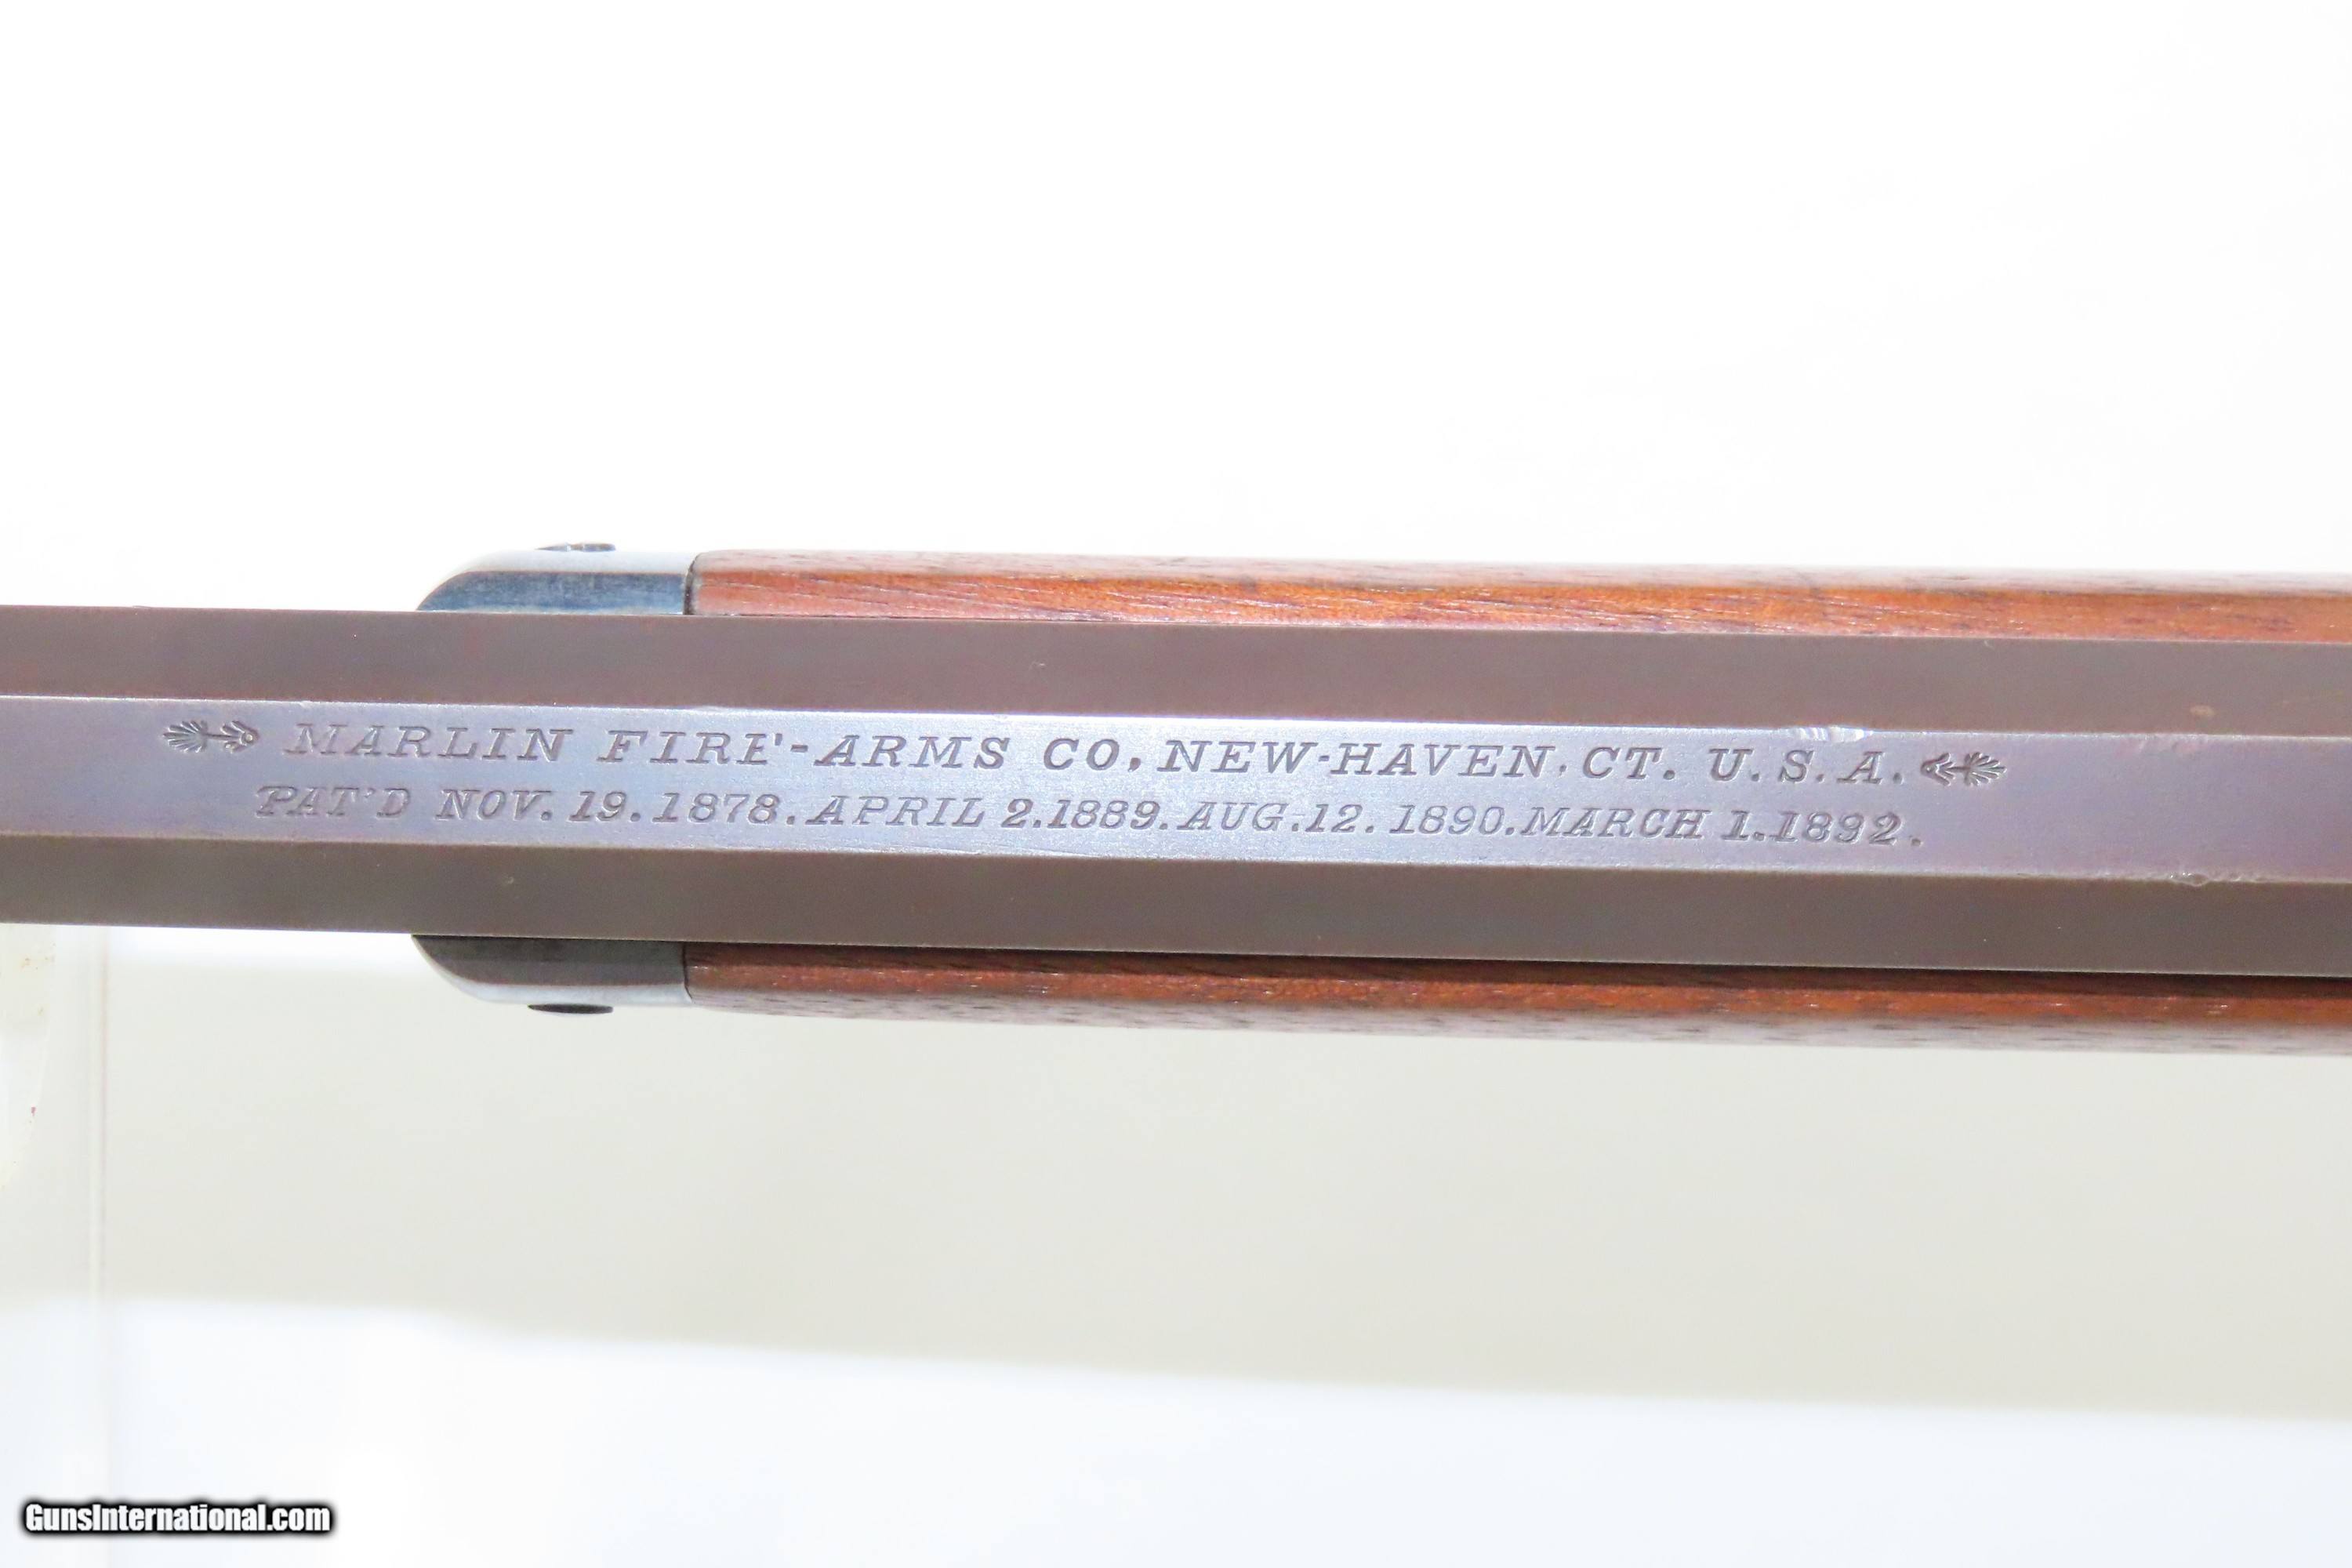 MARLIN FIRE-ARMS CO. NEW-HAVEN. CT. U.S.A.
PAT'D NOV. 19. 1878. APRIL 2. 1889. AUG. 12. 1890. MARCH 1. 1892.
GunsInternational.com